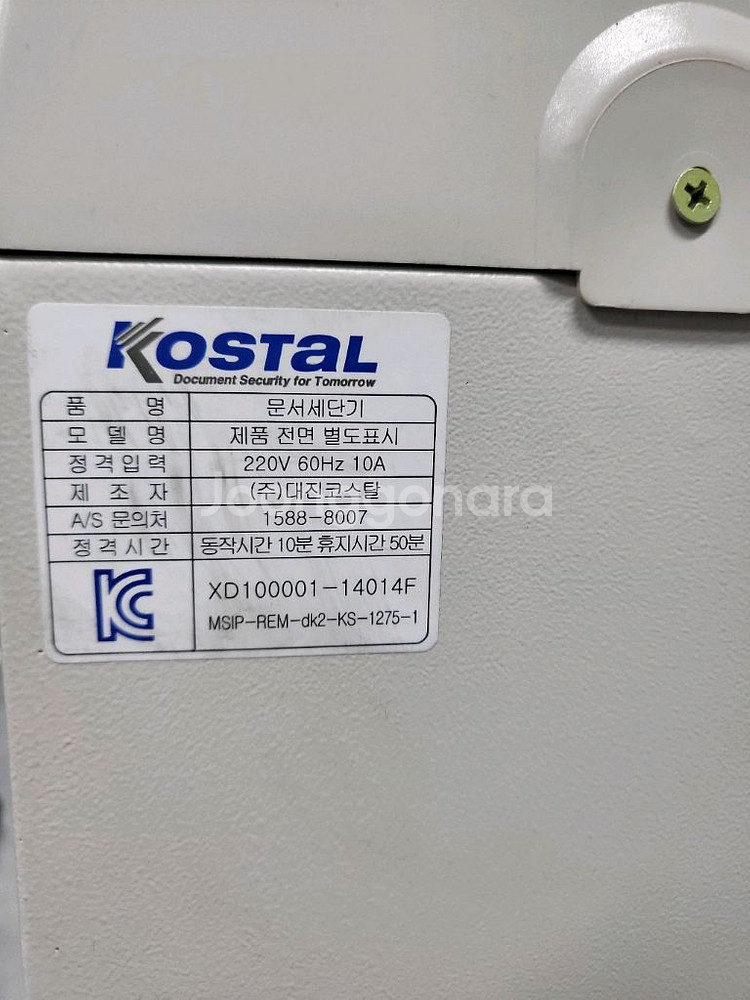 KOSTAL
Document Security for Tomorrow
품 명 문서세단기
모 델 명 제품 전면 별도표시
정격입력 220V 60Hz 10A
제 조 자 (주)대진코스탈
A/S 문의처 1588-8007
정 격 시 간 동작시간 10분 휴지시간 50분
XD100001-14014F
MSIP-REM-dk2-KS-1275-1
Joonggonara